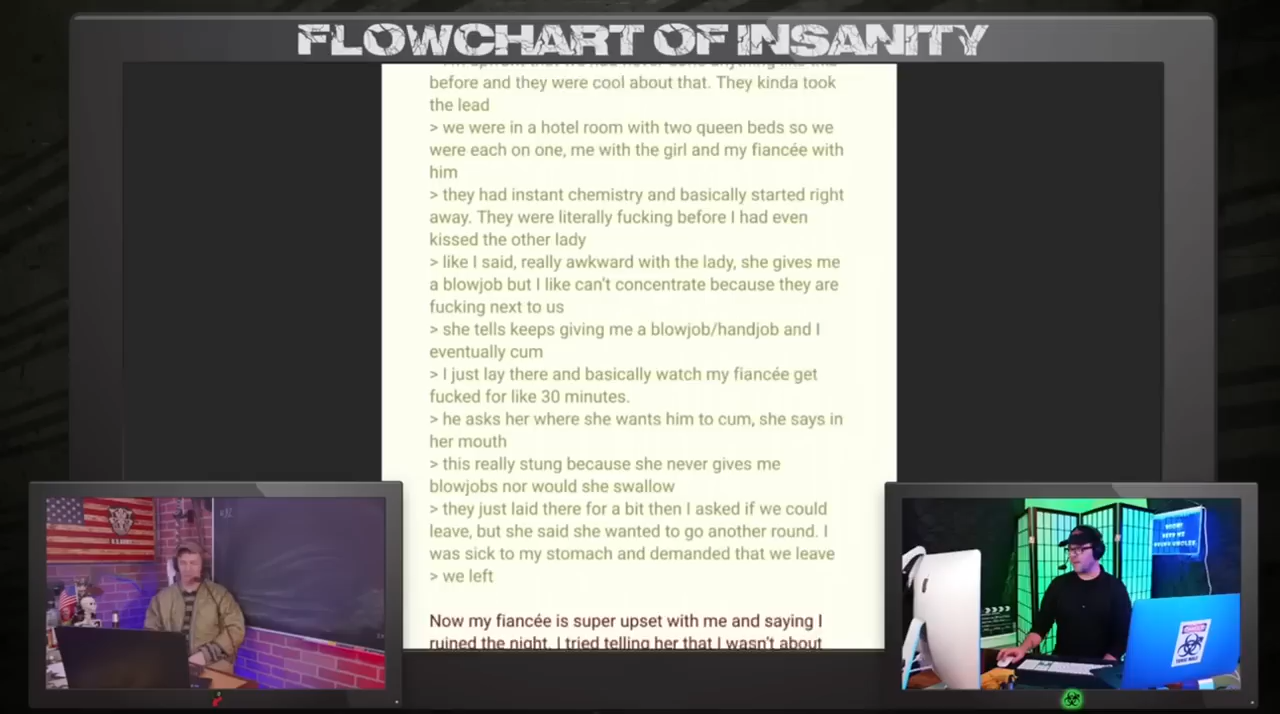 FLOWCHART OF INSANITY
before and they were cool about that. They kinda took
the lead
> we were in a hotel room with two queen beds so we
were each on one, me with the girl and my fiancée with
him
> they had instant chemistry and basically started right
away. They were literally fucking before I had even
kissed the other lady
> like I said, really awkward with the lady, she gives me
a blowjob but I like can't concentrate because they are
fucking next to us
> she tells keeps giving me a blowjob/handjob and I
eventually cum
> I just lay there and basically watch my fiancée get
fucked for like 30 minutes.
> he asks her where she wants him to cum, she says in
her mouth
> this really stung because she never gives me
blowjobs nor would she swallow
> they just laid there for a bit then I asked if we could
leave, but she said she wanted to go another round. I
was sick to my stomach and demanded that we leave
> we left
Now my fiancée is super upset with me and saying I
ruined the night. I tried telling her that I wasn't about